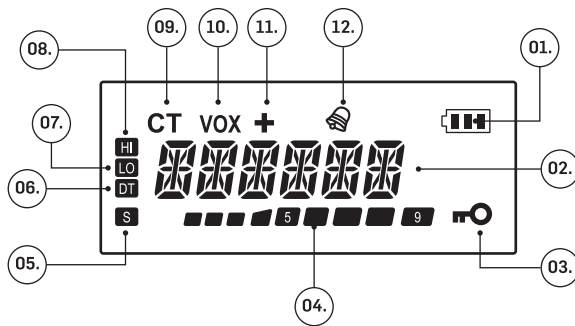 08. 09. 10. 11. 12. 01.
CT VOX +
07. HI
LO 02.
06. DT
S 5 9
05. 04. 03.